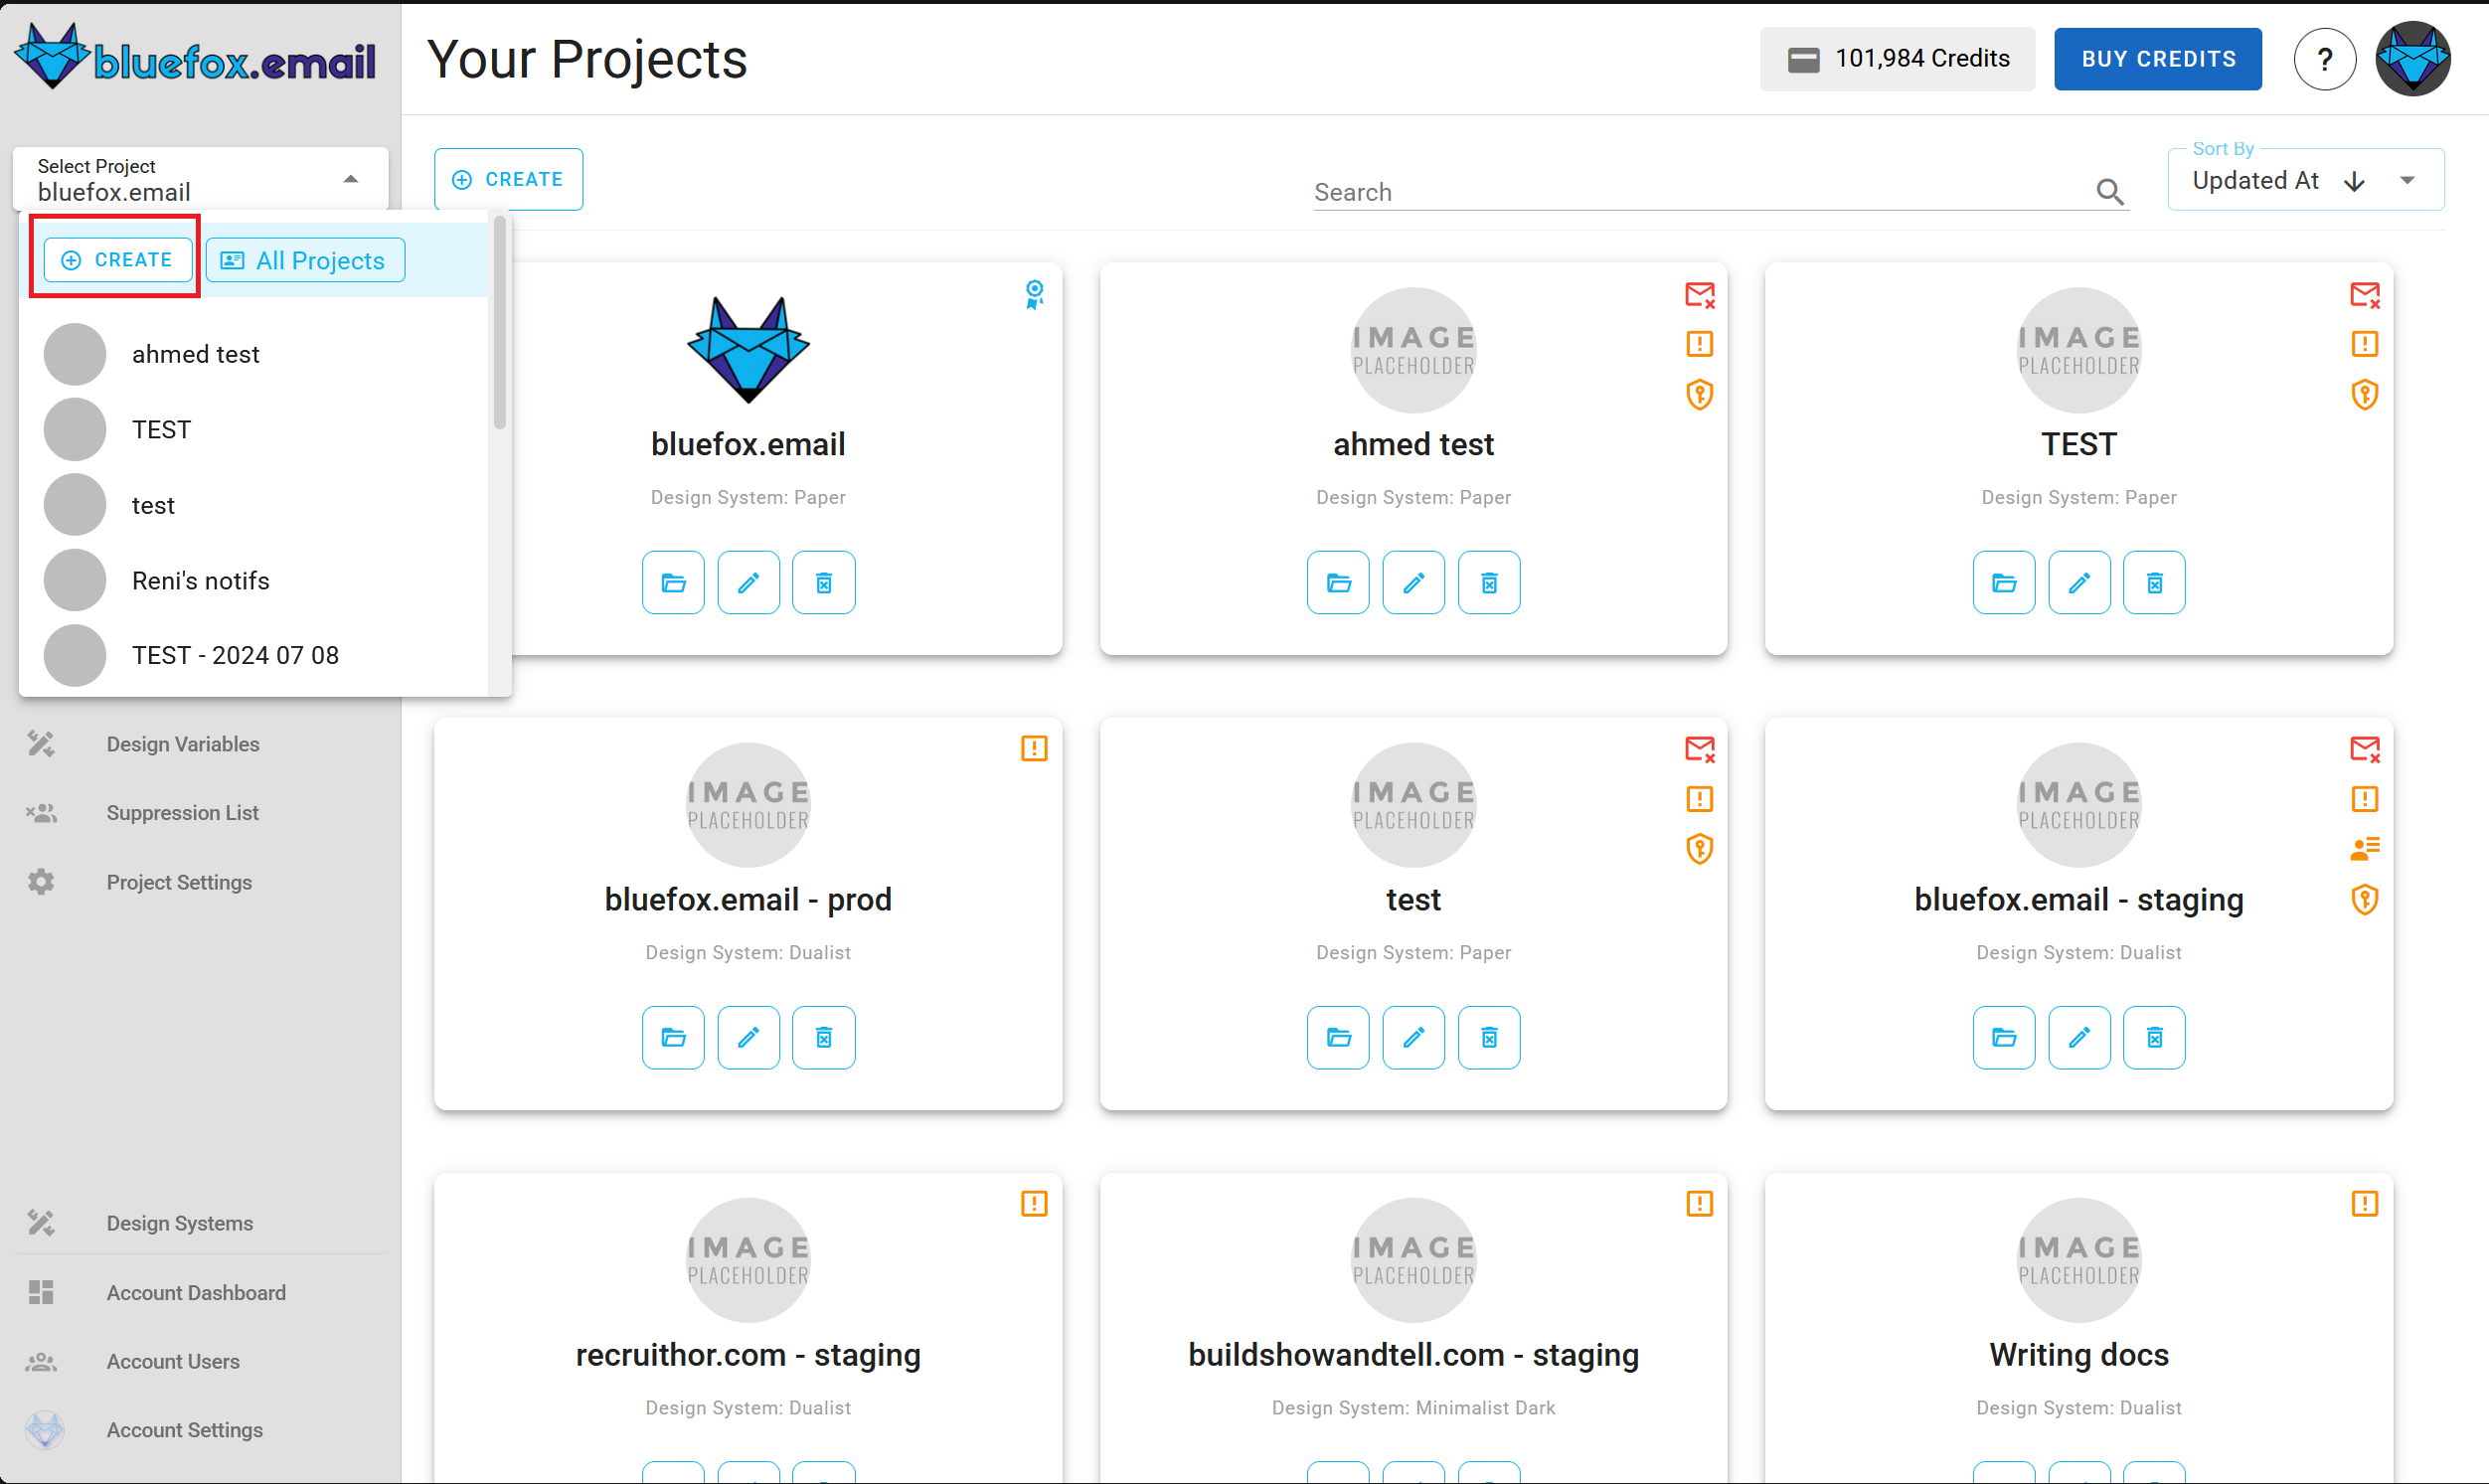 bluefox.email
Your Projects
101,984 Credits
BUY CREDITS
?
Select Project
bluefox.email
CREATE
Search
Sort By
Updated At
CREATE
All Projects
ahmed test
TEST
test
Reni's notifs
TEST - 2024 07 08
Design Variables
Suppression List
Project Settings
Design Systems
Account Dashboard
Account Users
Account Settings
bluefox.email
Design System: Paper
IMAGE
PLACEHOLDER
ahmed test
Design System: Paper
IMAGE
PLACEHOLDER
TEST
Design System: Paper
IMAGE
PLACEHOLDER
bluefox.email - prod
Design System: Dualist
IMAGE
PLACEHOLDER
test
Design System: Paper
IMAGE
PLACEHOLDER
bluefox.email - staging
Design System: Dualist
IMAGE
PLACEHOLDER
recruithor.com - staging
Design System: Dualist
IMAGE
PLACEHOLDER
buildshowandtell.com - staging
Design System: Minimalist Dark
IMAGE
PLACEHOLDER
Writing docs
Design System: Dualist